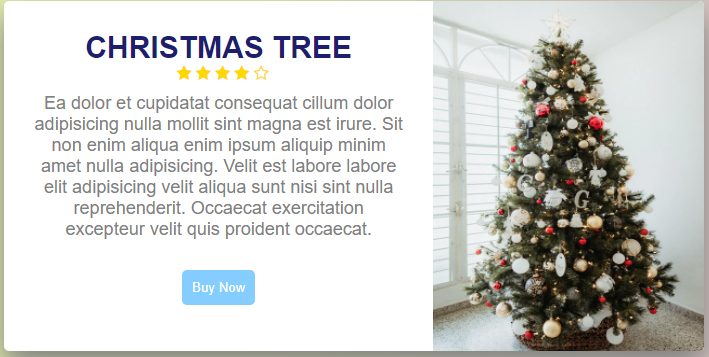 CHRISTMAS TREE
Ea dolor et cupidatat consequat cillum dolor
adipisicing nulla mollit sint magna est irure. Sit
non enim aliqua enim ipsum aliquip minim
amet nulla adipisicing. Velit est labore labore
elit adipisicing velit aliqua sunt nisi sint nulla
reprehenderit. Occaecat exercitation
excepteur velit quis proident occaecat.
Buy Now